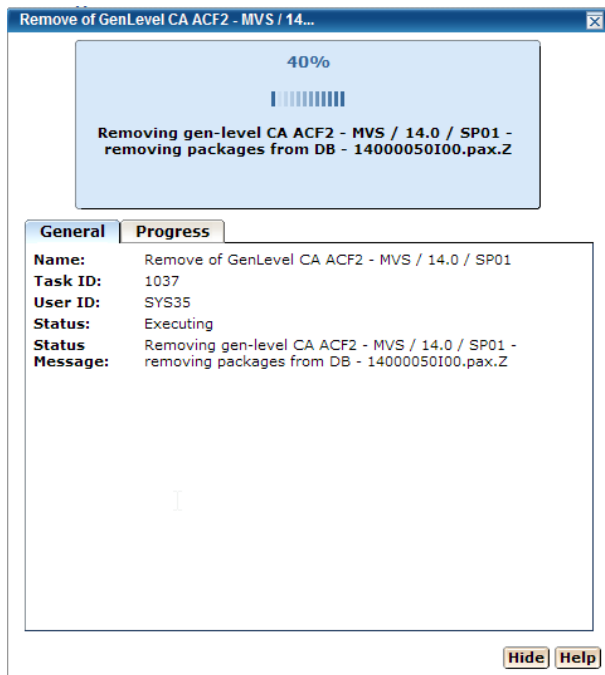 Remove of GenLevel CA ACF2 - MVS / 14...
40%
Removing gen-level CA ACF2 - MVS / 14.0 / SP01 -
removing packages from DB - 14000050I00.pax.Z
General Progress
Name: Remove of GenLevel CA ACF2 - MVS / 14.0 / SP01
Task ID: 1037
User ID: SYS35
Status: Executing
Status Removing gen-level CA ACF2 - MVS / 14.0 / SP01 -
Message: removing packages from DB - 14000050I00.pax.Z
Hide Help